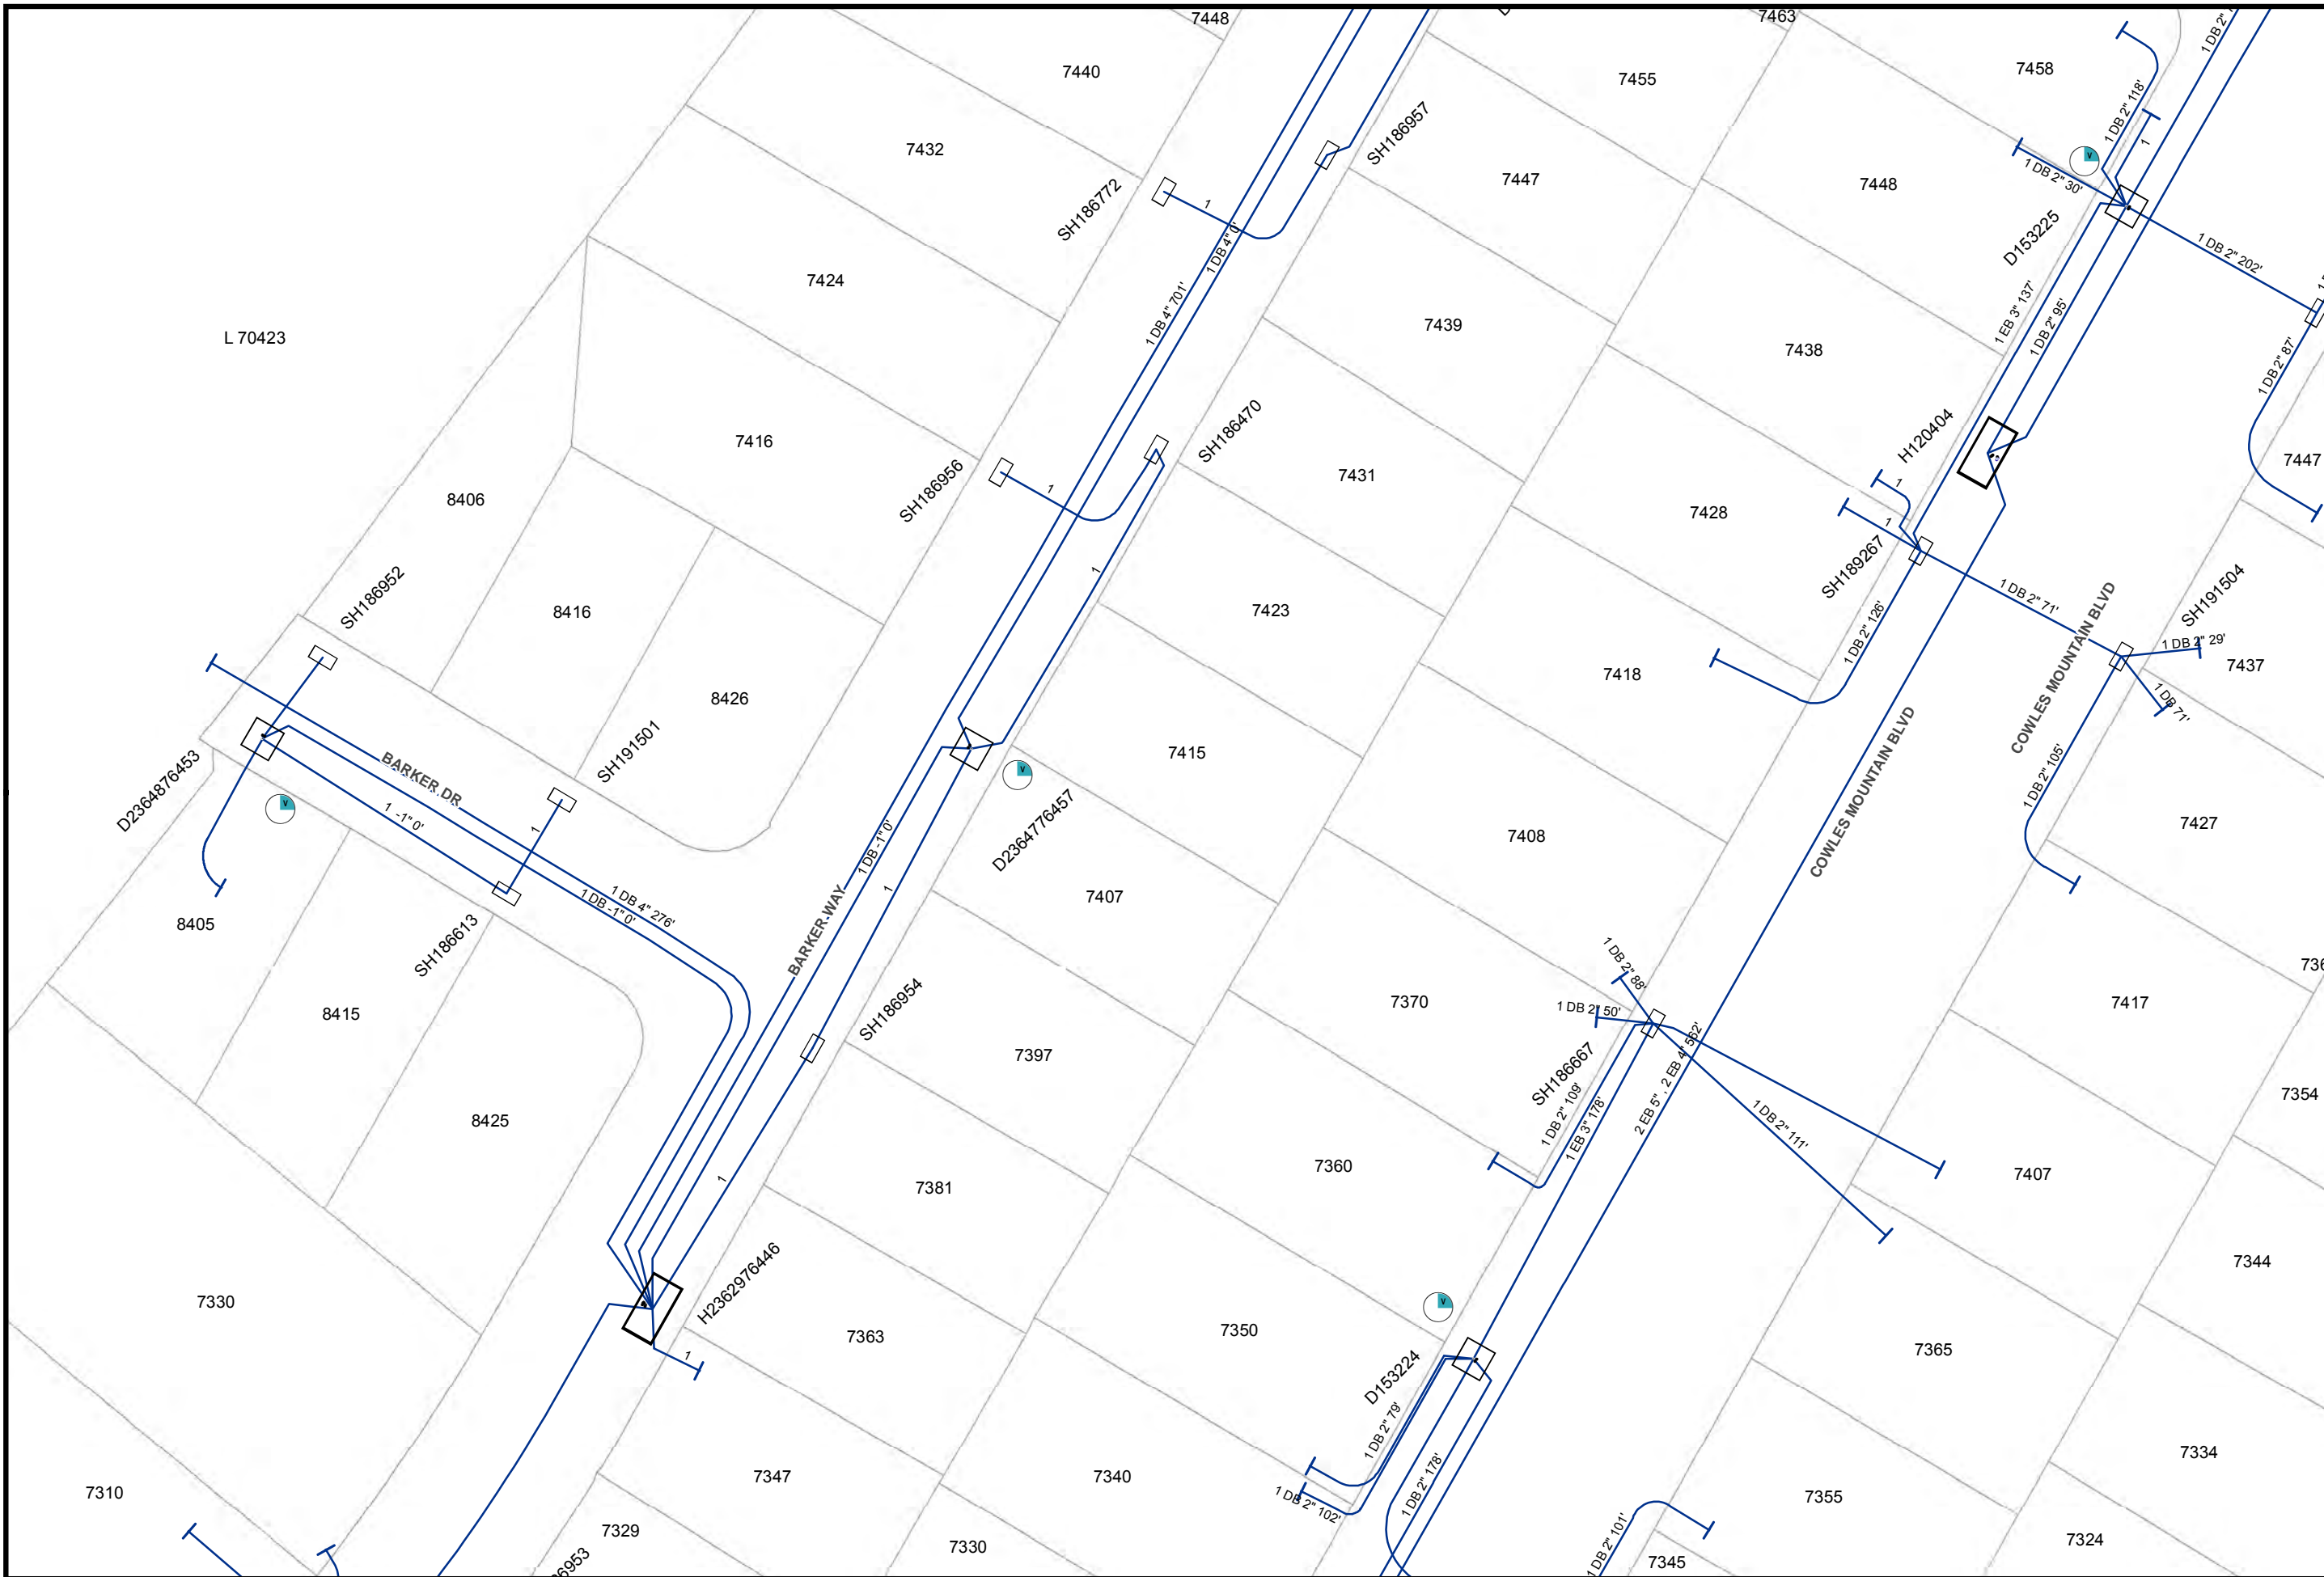 7448
7463
7440
7455
7458
1 DB 2" 118'
7432
SH186957
1
V
1 DB 2" 30'
7447
7448
SH186772
1
D153225
1 DB 2" 202'
1 DB 4" 0'
7424
1 DB 4" 701'
1 EB 3" 137'
1 DB 2" 95'
L 70423
7439
7438
1 DB 2" 87'
7416
SH186470
H120404
7447
7431
SH186956
1
8406
1
7428
1
SH189267
SH186952
1
1 DB 2" 71'
SH191504
8416
7423
COWLES MOUNTAIN BLVD
1 DB 2" 126'
1 DB 2" 29'
7418
7437
8426
1 DB 71'
SH191501
7415
COWLES MOUNTAIN BLVD
D2364876453
BARKER DR
V
1 DB 2" 105'
V
1 -1" 0'
1
D2364776457
7408
7427
1 DB -1" 0'
1
7407
1 DB 4" 276'
1 DB -1" 0'
BARKER WAY
8405
SH186613
1 DB 2" 88'
7370
7417
1 DB 2" 50'
SH186954
8415
7397
SH186667
2 EB 5", 2 EB 4" 562'
7354
1 DB 2" 109'
1 EB 3" 178'
1 DB 2" 111'
8425
7360
7407
7381
1
7344
H2362976446
7330
V
7363
7350
7365
1
D153224
1 DB 2" 79'
7334
7347
7340
1 DB 2" 178'
7310
1 DB 2" 102'
7355
7329
7330
1 DB 2" 101'
7324
7345